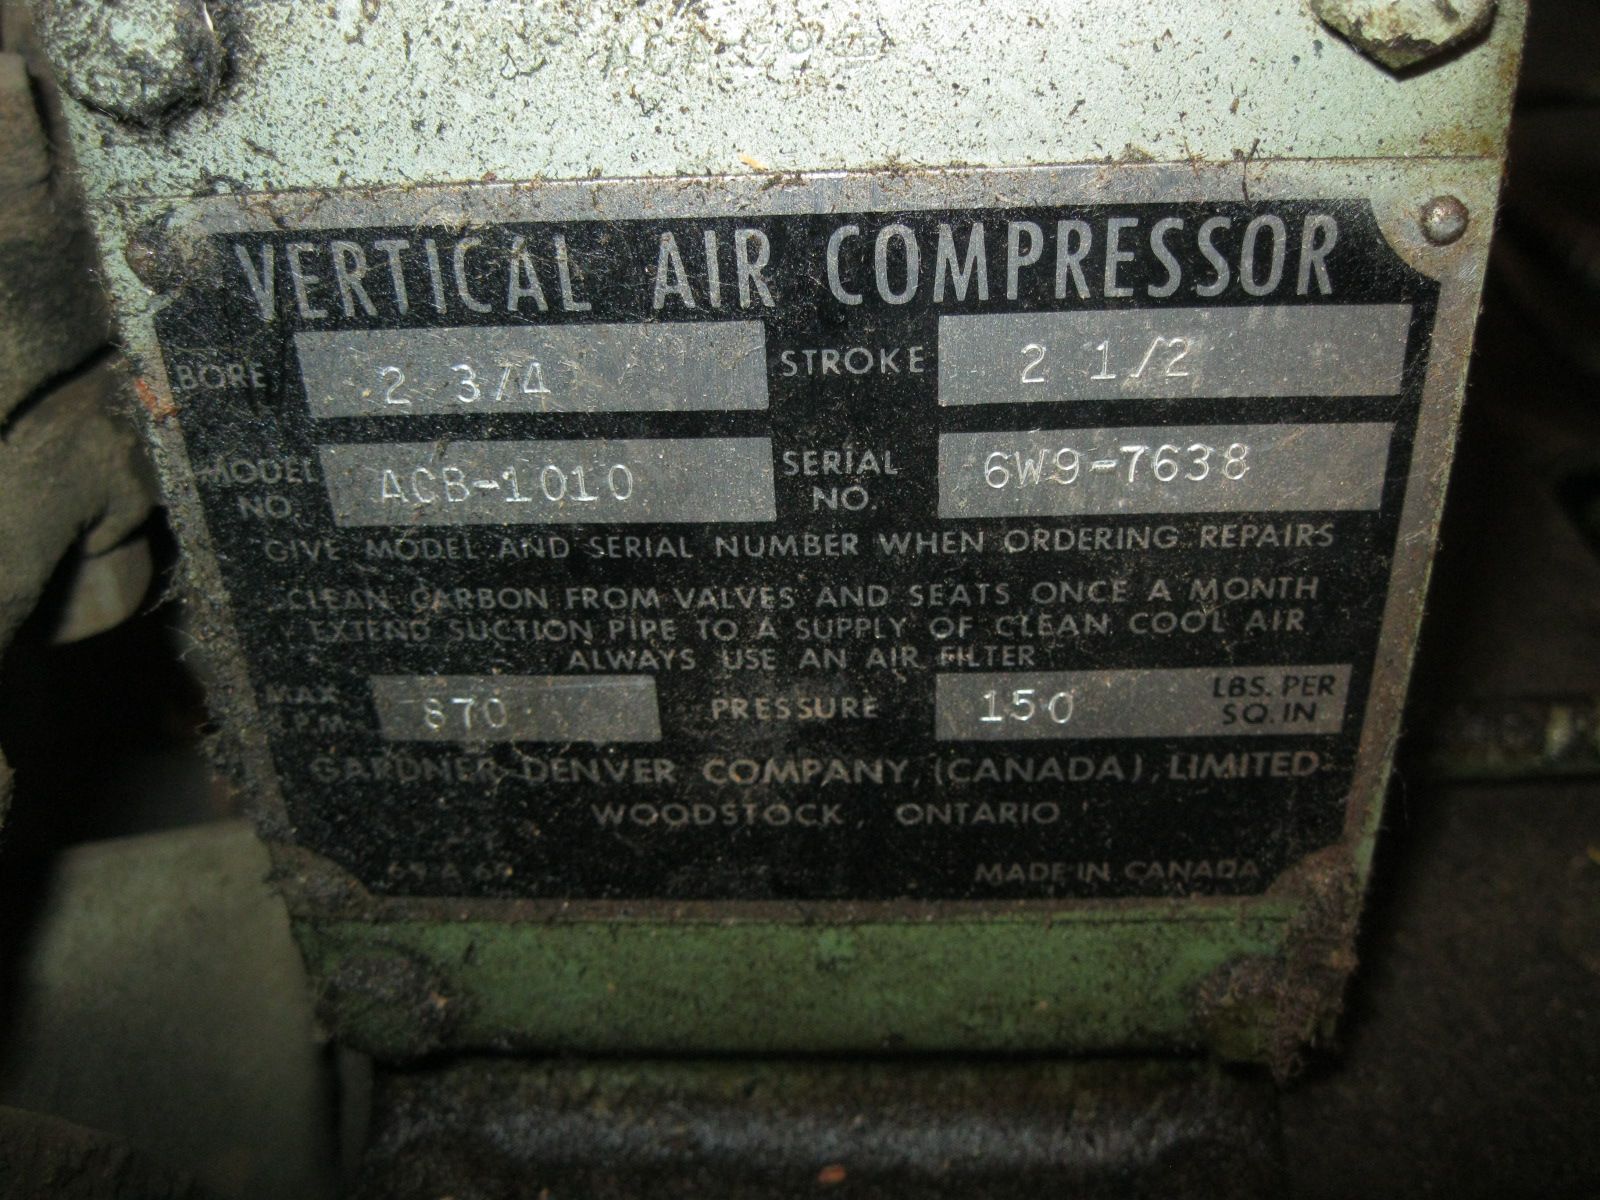 VERTICAL AIR COMPRESSOR
BORE 2 3/4 STROKE 2 1/2
MODEL NO. ACB-1010 SERIAL NO. 6W9-7638
GIVE MODEL AND SERIAL NUMBER WHEN ORDERING REPAIRS
CLEAN CARBON FROM VALVES AND SEATS ONCE A MONTH
EXTEND SUCTION PIPE TO A SUPPLY OF CLEAN COOL AIR
ALWAYS USE AN AIR FILTER
MAX R.P.M. 870 PRESSURE 150 LBS. PER SQ. IN
GARDNER-DENVER COMPANY, (CANADA), LIMITED
WOODSTOCK, ONTARIO
MADE IN CANADA